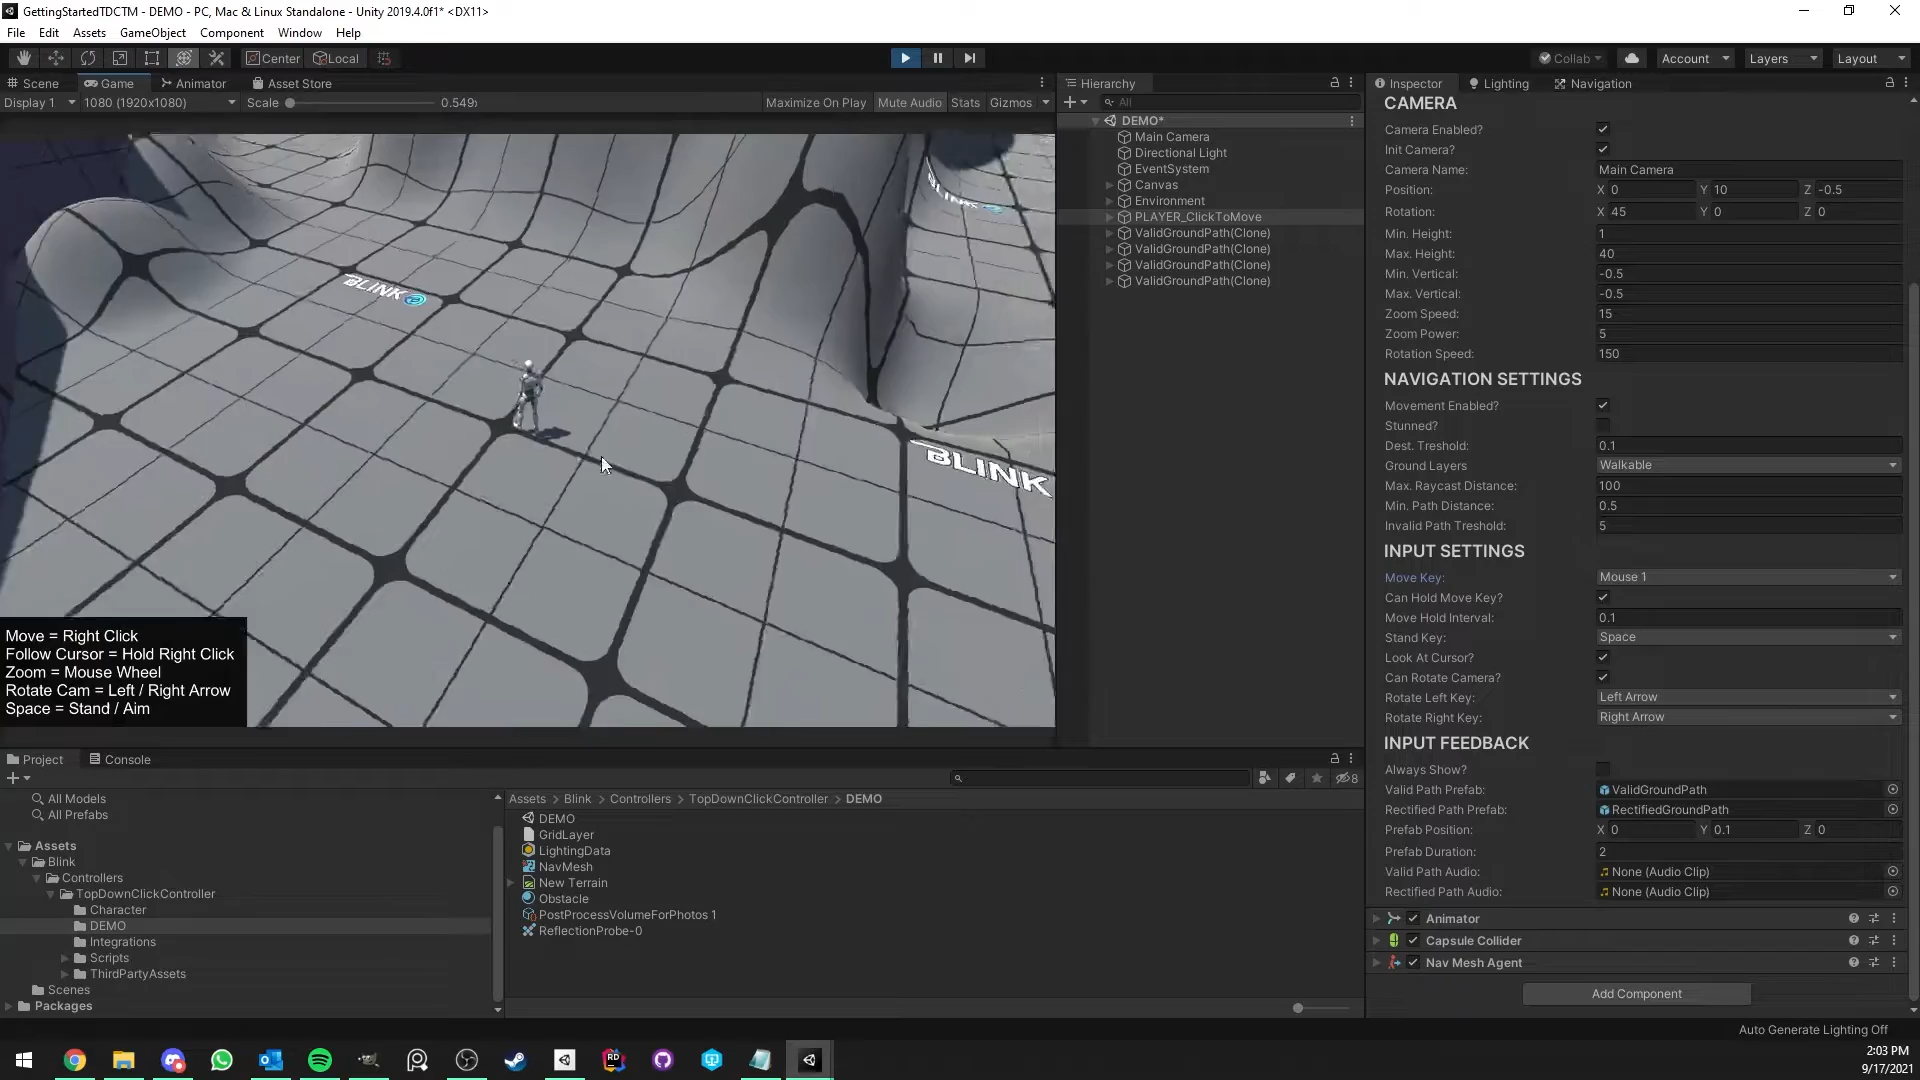 GettingStartedTDCTM - DEMO - PC, Mac & Linux Standalone - Unity 2019.4.0f1* <DX11>
File Edit Assets GameObject Component Window Help
Center Local Collab Account Layers Layout
Scene Game Animator Asset Store
Display 1 1080 (1920x1080) Scale 0.549x Maximize On Play Mute Audio Stats Gizmos
BLINK
BLINK
BLINK
Move = Right Click
Follow Cursor = Hold Right Click
Zoom = Mouse Wheel
Rotate Cam = Left / Right Arrow
Space = Stand / Aim
Hierarchy
All
DEMO*
Main Camera
Directional Light
EventSystem
Canvas
Environment
PLAYER_ClickToMove
ValidGroundPath(Clone)
ValidGroundPath(Clone)
ValidGroundPath(Clone)
ValidGroundPath(Clone)
Inspector Lighting Navigation
CAMERA
Camera Enabled?
Init Camera?
Camera Name: Main Camera
Position: X 0 Y 10 Z -0.5
Rotation: X 45 Y 0 Z 0
Min. Height: 1
Max. Height: 40
Min. Vertical: -0.5
Max. Vertical: -0.5
Zoom Speed: 15
Zoom Power: 5
Rotation Speed: 150
NAVIGATION SETTINGS
Movement Enabled?
Stunned?
Dest. Treshold: 0.1
Ground Layers Walkable
Max. Raycast Distance: 100
Min. Path Distance: 0.5
Invalid Path Treshold: 5
INPUT SETTINGS
Move Key: Mouse 1
Can Hold Move Key?
Move Hold Interval: 0.1
Stand Key: Space
Look At Cursor?
Can Rotate Camera?
Rotate Left Key: Left Arrow
Rotate Right Key: Right Arrow
INPUT FEEDBACK
Always Show?
Valid Path Prefab: ValidGroundPath
Rectified Path Prefab: RectifiedGroundPath
Prefab Position: X 0 Y 0.1 Z 0
Prefab Duration: 2
Valid Path Audio: None (Audio Clip)
Rectified Path Audio: None (Audio Clip)
Animator
Capsule Collider
Nav Mesh Agent
Add Component
Project Console
8
All Models
All Prefabs
Assets
Blink
Controllers
TopDownClickController
Character
DEMO
Integrations
Scripts
ThirdPartyAssets
Scenes
Packages
Assets > Blink > Controllers > TopDownClickController > DEMO
DEMO
GridLayer
LightingData
NavMesh
New Terrain
Obstacle
PostProcessVolumeForPhotos 1
ReflectionProbe-0
Auto Generate Lighting Off
RD
2:03 PM
9/17/2021